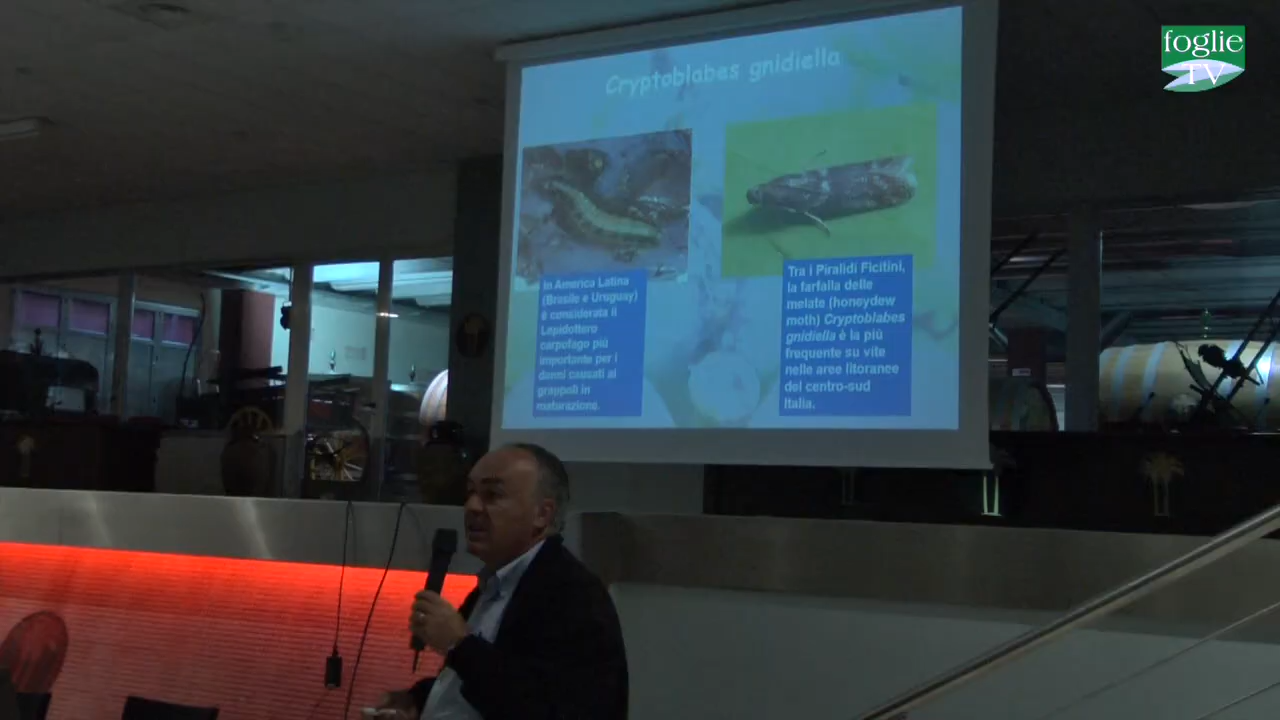 foglie
TV
Cryptoblabes gnidiella
In America Latina
(Brasile e Uruguay)
è considerata il
Lepidottero
carpofago più
importante per i
danni causati ai
grappoli in
maturazione.
Tra i Piralidi Ficitini,
la farfalla delle
melate (honeydew
moth) Cryptoblabes
gnidiella è la più
frequente su vite
nelle aree litoranee
del centro-sud
Italia.